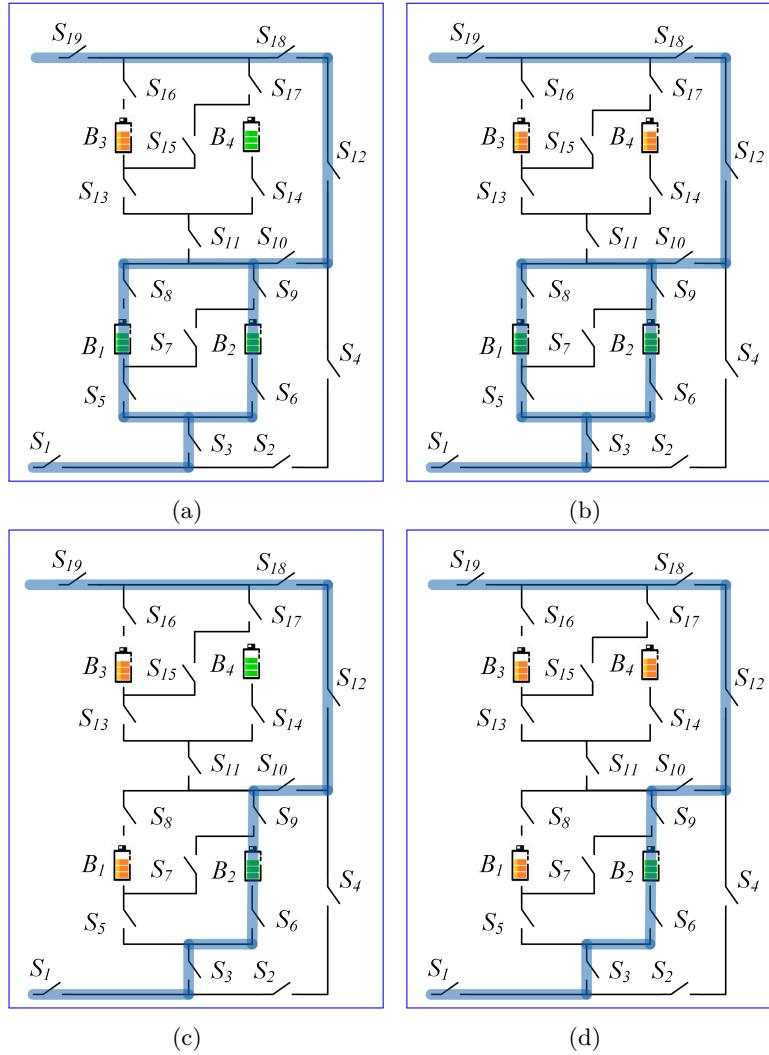 S19 S18 S19 S18
S16 S17 S16 S17
B3 S15 B4 S12 B3 S15 B4 S12
S13 S14 S13 S14
S11 S10 S11 S10
S8 S9 S8 S9
B1 S7 B2 S4 B1 S7 B2 S4
S5 S6 S5 S6
S1 S3 S2 S1 S3 S2
(a) (b)
S19 S18 S19 S18
S16 S17 S16 S17
B3 S15 B4 S12 B3 S15 B4 S12
S13 S14 S13 S14
S11 S10 S11 S10
S8 S9 S8 S9
B1 S7 B2 S4 B1 S7 B2 S4
S5 S6 S5 S6
S1 S3 S2 S1 S3 S2
(c) (d)